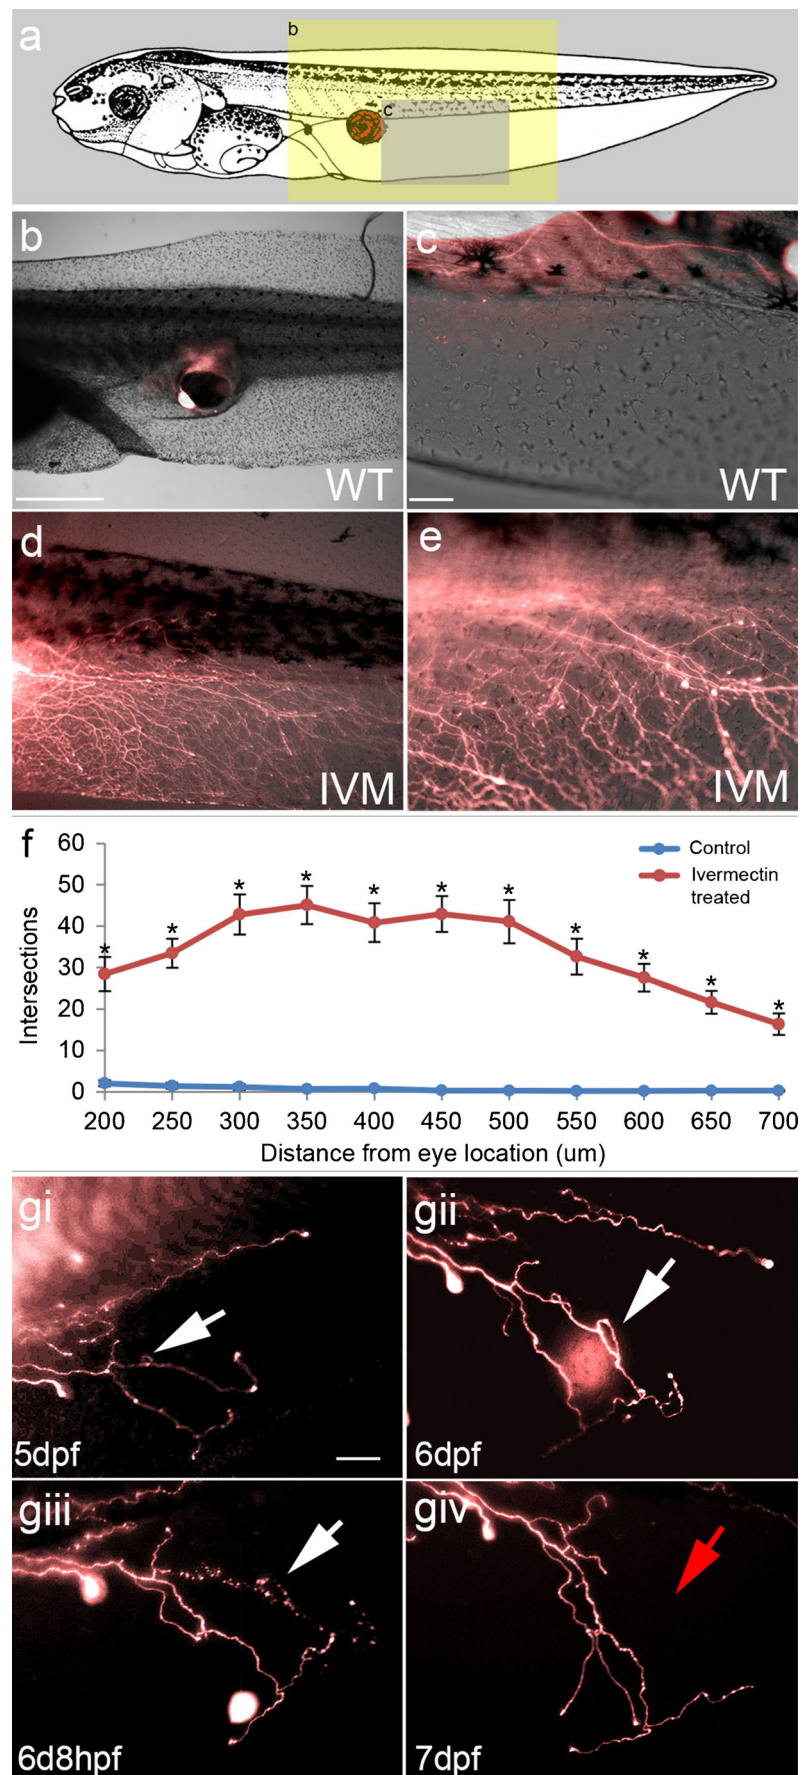 a
b
c
b
WT
c
WT
d
IVM
e
IVM
f
60
50
40
30
20
10
0
Intersections
Control
Ivermectin
treated
* * * * * * * * * * *
200 250 300 350 400 450 500 550 600 650 700
Distance from eye location (um)
gi
5dpf
gii
6dpf
giii
6d8hpf
giv
7dpf